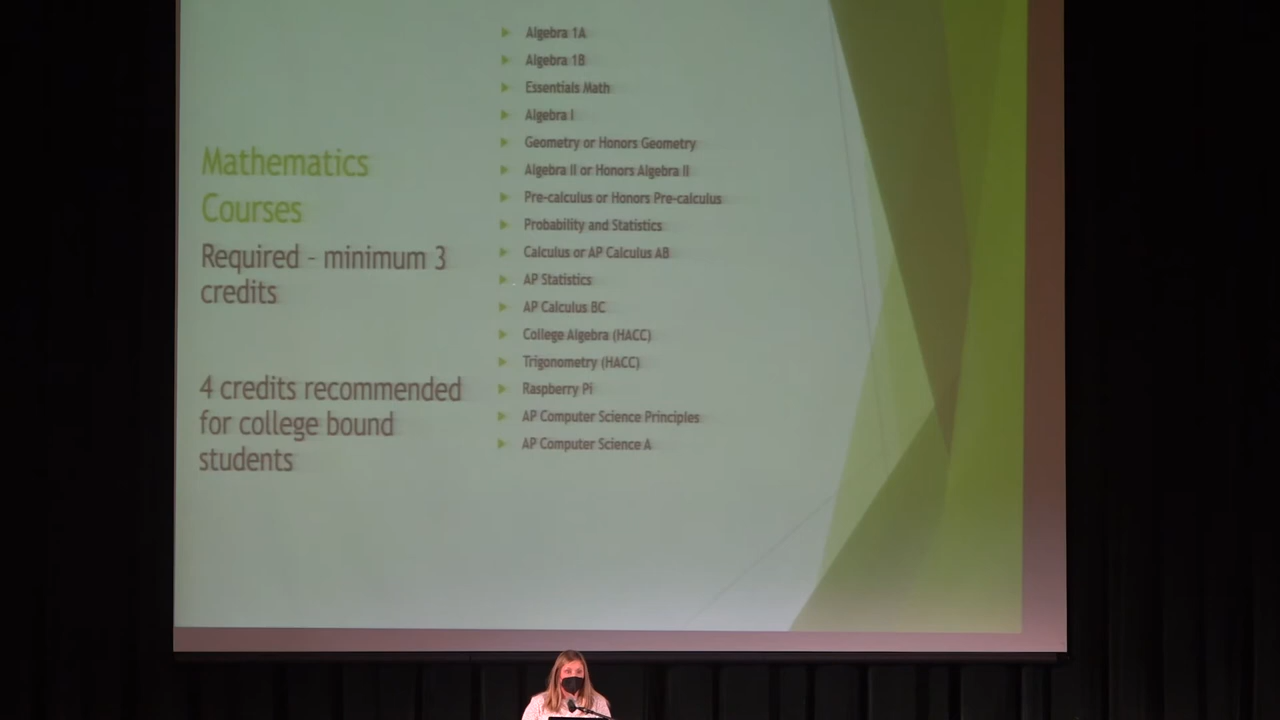 Mathematics
Courses
Required - minimum 3
credits
4 credits recommended
for college bound
students
Algebra 1A
Algebra 1B
Essentials Math
Algebra I
Geometry or Honors Geometry
Algebra II or Honors Algebra II
Pre-calculus or Honors Pre-calculus
Probability and Statistics
Calculus or AP Calculus AB
AP Statistics
AP Calculus BC
College Algebra (HACC)
Trigonometry (HACC)
Raspberry Pi
AP Computer Science Principles
AP Computer Science A